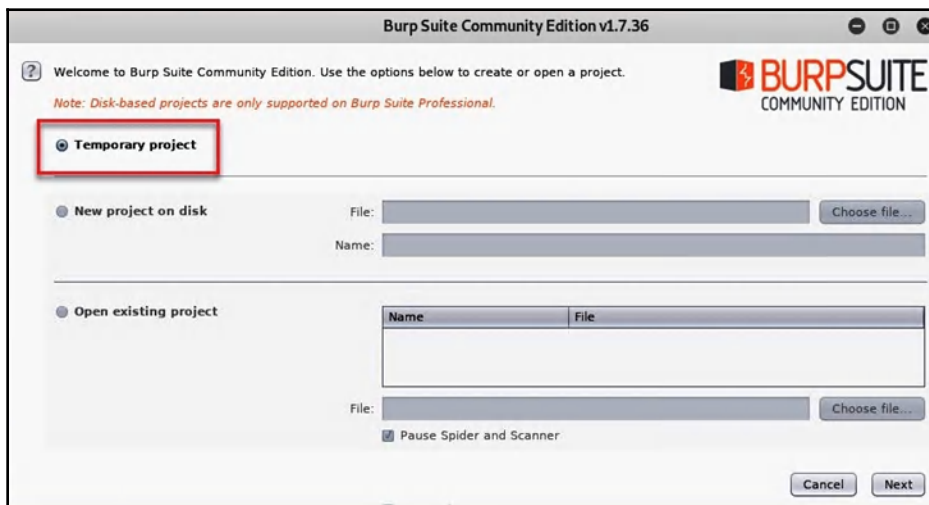 Burp Suite Community Edition v1.7.36
? Welcome to Burp Suite Community Edition. Use the options below to create or open a project.
Note: Disk-based projects are only supported on Burp Suite Professional.
BURPSUITE
COMMUNITY EDITION
Temporary project
New project on disk File: Choose file...
Name:
Open existing project Name File
File: Choose file...
Pause Spider and Scanner
Cancel Next